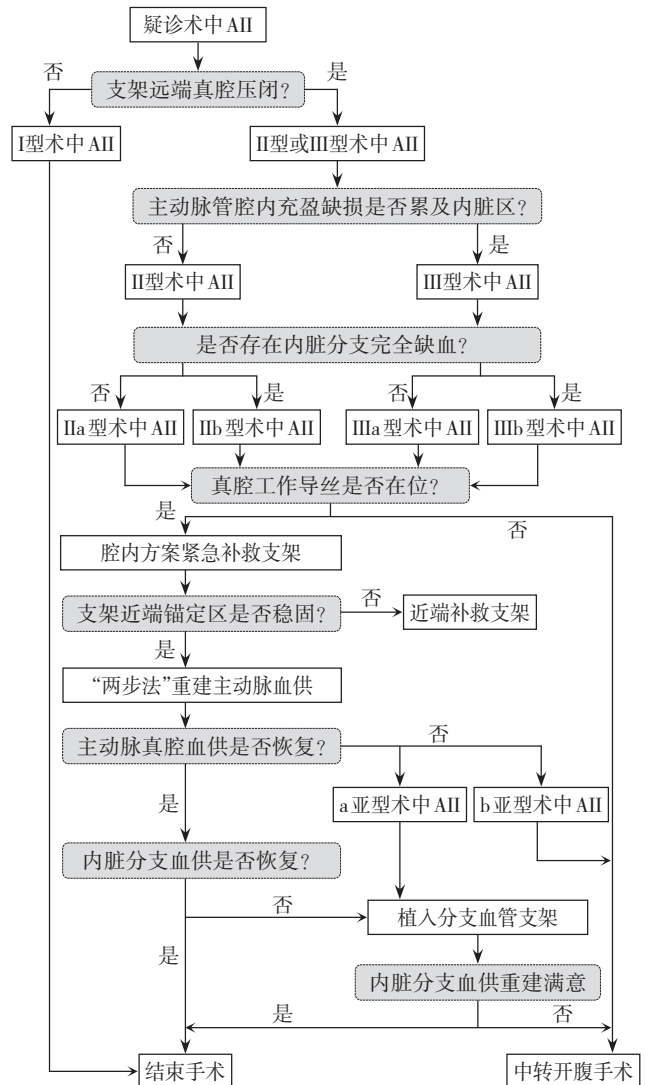 疑诊术中AII
否
是
支架远端真腔压闭?
I型术中AII
II型或III型术中AII
主动脉管腔内充盈缺损是否累及内脏区?
否
是
II型术中AII
III型术中AII
是否存在内脏分支完全缺血?
否
是
否
是
IIa型术中AII
IIb型术中AII
IIIa型术中AII
IIIb型术中AII
真腔工作导丝是否在位?
是
否
腔内方案紧急补救支架
支架近端锚定区是否稳固?
否
近端补救支架
是
“两步法”重建主动脉血供
主动脉真腔血供是否恢复?
否
是
a亚型术中AII
b亚型术中AII
内脏分支血供是否恢复?
否
植入分支血管支架
是
内脏分支血供重建满意
是
否
结束手术
中转开腹手术